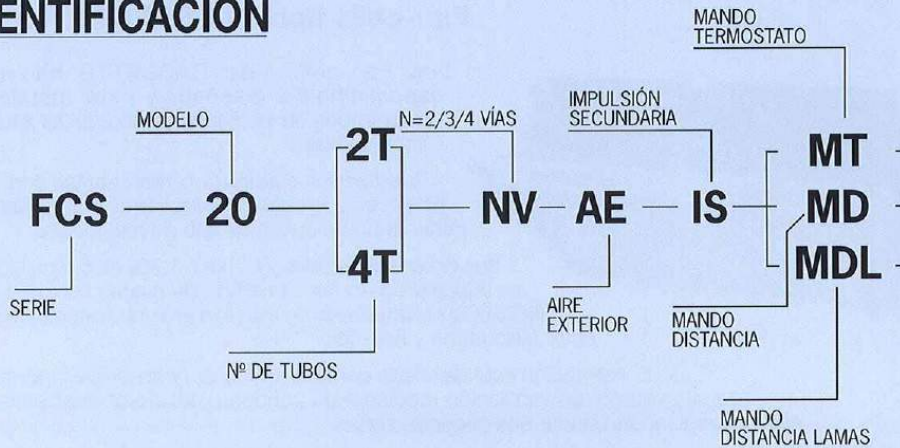 ENTIFICACIÓN
MANDO
TERMOSTATO
MODELO
N=2/3/4 VÍAS
IMPULSIÓN
SECUNDARIA
2T
MT
FCS 20 NV AE IS MD
4T
MDL
SERIE
AIRE
EXTERIOR
MANDO
DISTANCIA
Nº DE TUBOS
MANDO
DISTANCIA LAMAS